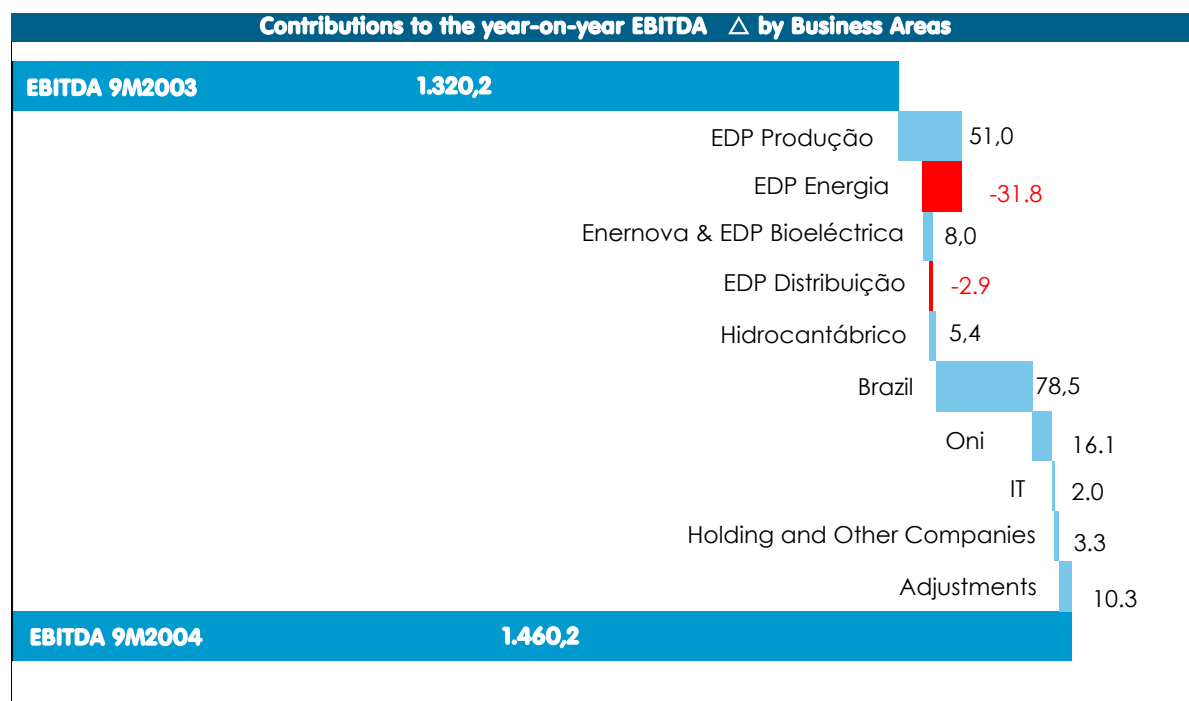 Contributions to the year-on-year EBITDA △ by Business Areas
EBITDA 9M2003 1.320,2
EDP Produção 51,0
EDP Energia -31.8
Enernova & EDP Bioeléctrica 8,0
EDP Distribuição -2.9
Hidrocantábrico 5,4
Brazil 78,5
Oni 16.1
IT 2.0
Holding and Other Companies 3.3
Adjustments 10.3
EBITDA 9M2004 1.460,2